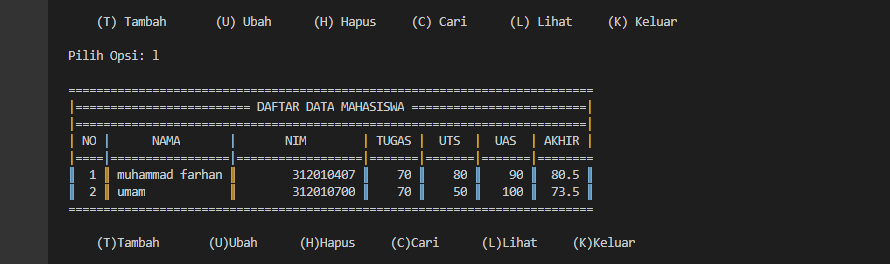 (T) Tambah (U) Ubah (H) Hapus (C) Cari (L) Lihat (K) Keluar
Pilih Opsi: l
===========================================================================
|========================= DAFTAR DATA MAHASISWA =========================|
|=========================================================================|
| NO | NAMA | NIM | TUGAS | UTS | UAS | AKHIR |
|====|=================|==================|=======|=======|=======|========
║ 1 ║ muhammad farhan ║ 312010407 ║ 70 ║ 80 ║ 90 ║ 80.5 ║
║ 2 ║ umam ║ 312010700 ║ 70 ║ 50 ║ 100 ║ 73.5 ║
===========================================================================
(T)Tambah (U)Ubah (H)Hapus (C)Cari (L)Lihat (K)Keluar